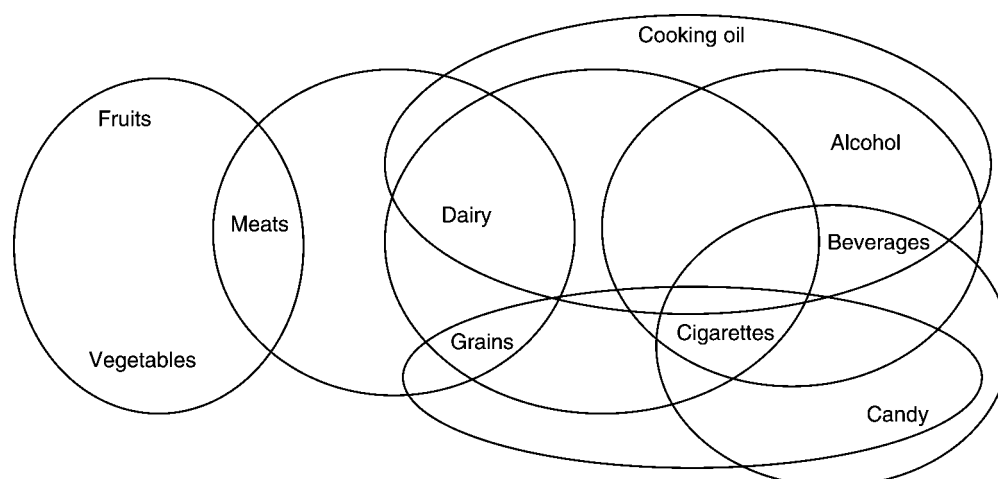 Cooking oil
Fruits
Alcohol
Meats
Dairy
Beverages
Grains
Cigarettes
Vegetables
Candy